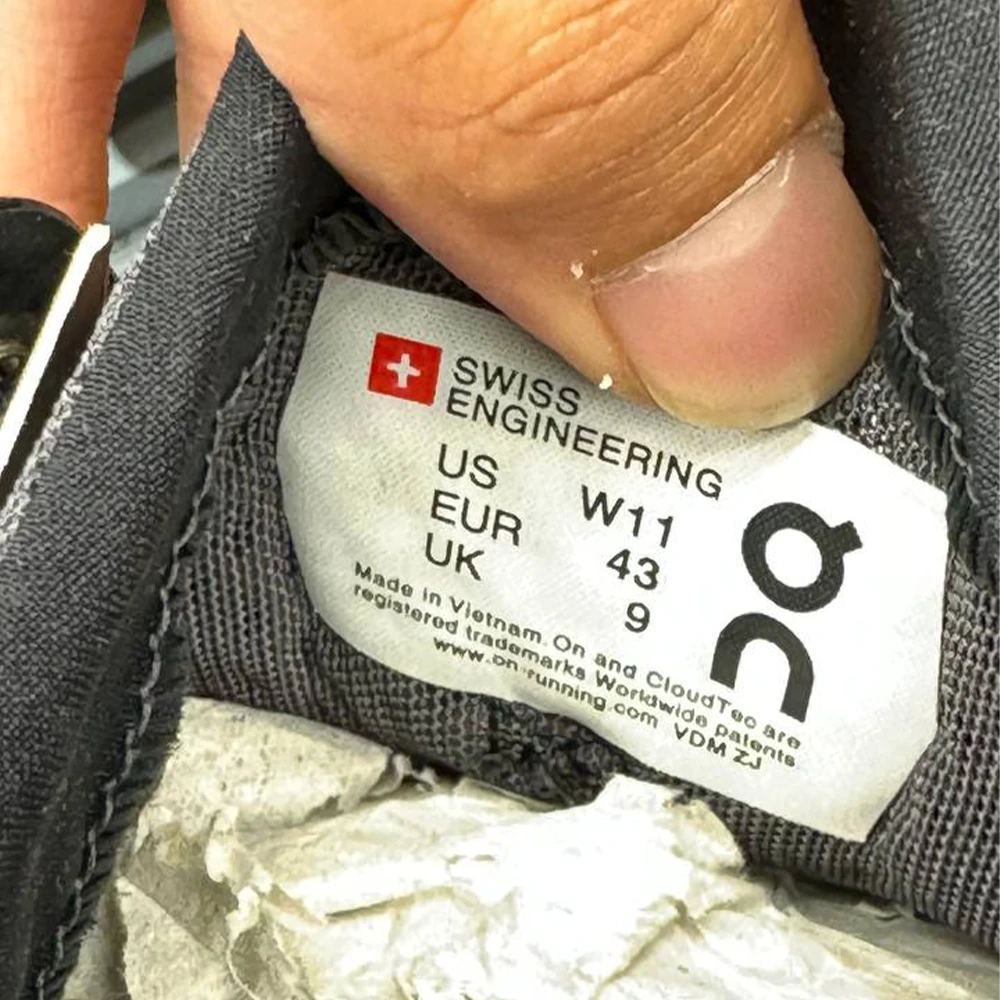 SWISS
ENGINEERING
US W11
EUR 43
UK 9
on
Made in Vietnam. On and CloudTec are
registered trademarks Worldwide patents
www.on-running.com VDM ZJ